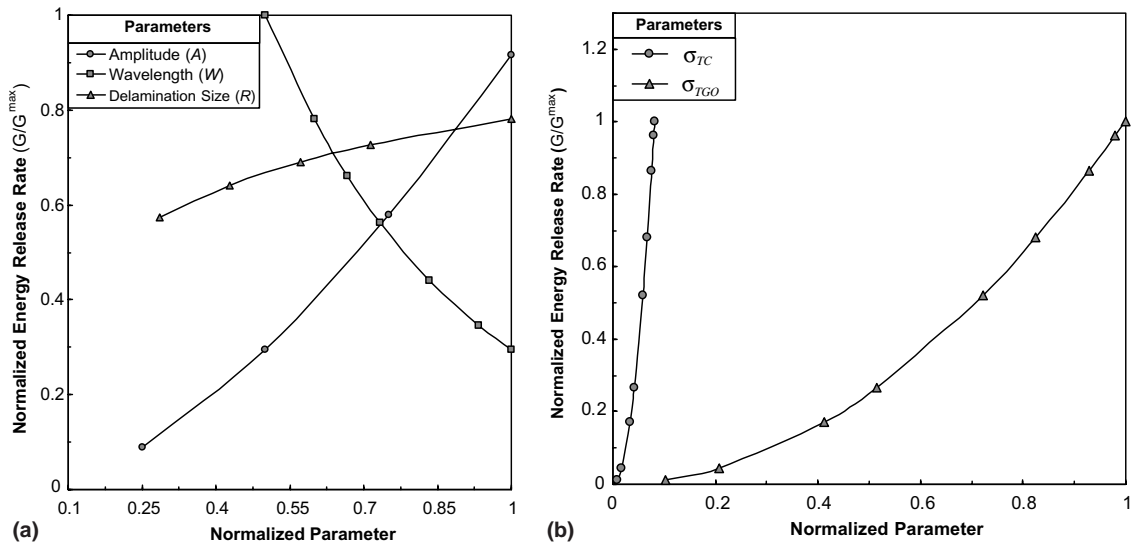 Parameters
Amplitude (A)
Wavelength (W)
Delamination Size (R)
Normalized Energy Release Rate (G/G^max)
1
0.8
0.6
0.4
0.2
0
0.1
0.25
0.4
0.55
0.7
0.85
1
Normalized Parameter
(a)
Parameters
σ_TC
σ_TGO
Normalized Energy Release Rate (G/G^max)
1.2
1
0.8
0.6
0.4
0.2
0
0
0.2
0.4
0.6
0.8
1
Normalized Parameter
(b)